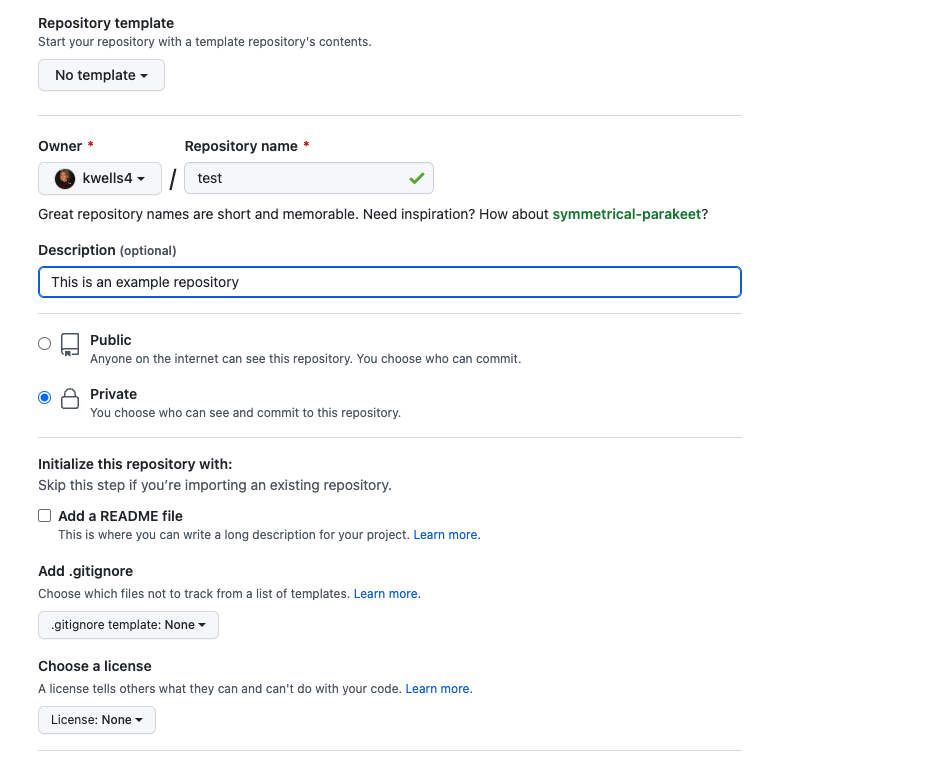 Repository template
Start your repository with a template repository's contents.
No template
Owner * Repository name *
kwells4 / test
Great repository names are short and memorable. Need inspiration? How about symmetrical-parakeet?
Description (optional)
This is an example repository
Public
Anyone on the internet can see this repository. You choose who can commit.
Private
You choose who can see and commit to this repository.
Initialize this repository with:
Skip this step if you’re importing an existing repository.
Add a README file
This is where you can write a long description for your project. Learn more.
Add .gitignore
Choose which files not to track from a list of templates. Learn more.
.gitignore template: None
Choose a license
A license tells others what they can and can't do with your code. Learn more.
License: None